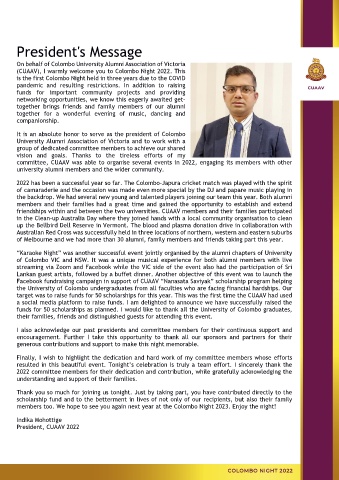 President's Message
On behalf of Colombo University Alumni Association of Victoria
(CUAAV), I warmly welcome you to Colombo Night 2022. This
is the first Colombo Night held in three years due to the COVID
pandemic and resulting restrictions. In addition to raising
funds for important community projects and providing
networking opportunities, we know this eagerly awaited get-
together brings friends and family members of our alumni
together for a wonderful evening of music, dancing and
companionship.
CUAAV
It is an absolute honor to serve as the president of Colombo
University Alumni Association of Victoria and to work with a
group of dedicated committee members to achieve our shared
vision and goals. Thanks to the tireless efforts of my
committee, CUAAV was able to organise several events in 2022, engaging its members with other
university alumni members and the wider community.
2022 has been a successful year so far. The Colombo-Japura cricket match was played with the spirit
of camaraderie and the occasion was made even more special by the DJ and papare music playing in
the backdrop. We had several new young and talented players joining our team this year. Both alumni
members and their families had a great time and gained the opportunity to establish and extend
friendships within and between the two universities. CUAAV members and their families participated
in the Clean-up Australia Day where they joined hands with a local community organisation to clean
up the Bellbird Dell Reserve in Vermont. The blood and plasma donation drive in collaboration with
Australian Red Cross was successfully held in three locations of northern, western and eastern suburbs
of Melbourne and we had more than 30 alumni, family members and friends taking part this year.
“Karaoke Night” was another successful event jointly organised by the alumni chapters of University
of Colombo VIC and NSW. It was a unique musical experience for both alumni members with live
streaming via Zoom and Facebook while the VIC side of the event also had the participation of Sri
Lankan guest artists, followed by a buffet dinner. Another objective of this event was to launch the
Facebook fundraising campaign in support of CUAAV “Nanasata Sariyak” scholarship program helping
the University of Colombo undergraduates from all faculties who are facing financial hardships. Our
target was to raise funds for 50 scholarships for this year. This was the first time the CUAAV had used
a social media platform to raise funds. I am delighted to announce we have successfully raised the
funds for 50 scholarships as planned. I would like to thank all the University of Colombo graduates,
their families, friends and distinguished guests for attending this event.
I also acknowledge our past presidents and committee members for their continuous support and
encouragement. Further I take this opportunity to thank all our sponsors and partners for their
generous contributions and support to make this night memorable.
Finally, I wish to highlight the dedication and hard work of my committee members whose efforts
resulted in this beautiful event. Tonight’s celebration is truly a team effort. I sincerely thank the
2022 committee members for their dedication and contribution, while gratefully acknowledging the
understanding and support of their families.
Thank you so much for joining us tonight. Just by taking part, you have contributed directly to the
scholarship fund and to the betterment in lives of not only of our recipients, but also their family
members too. We hope to see you again next year at the Colombo Night 2023. Enjoy the night!
Indika Mohottige
President, CUAAV 2022
COLOMBO NIGHT 2022